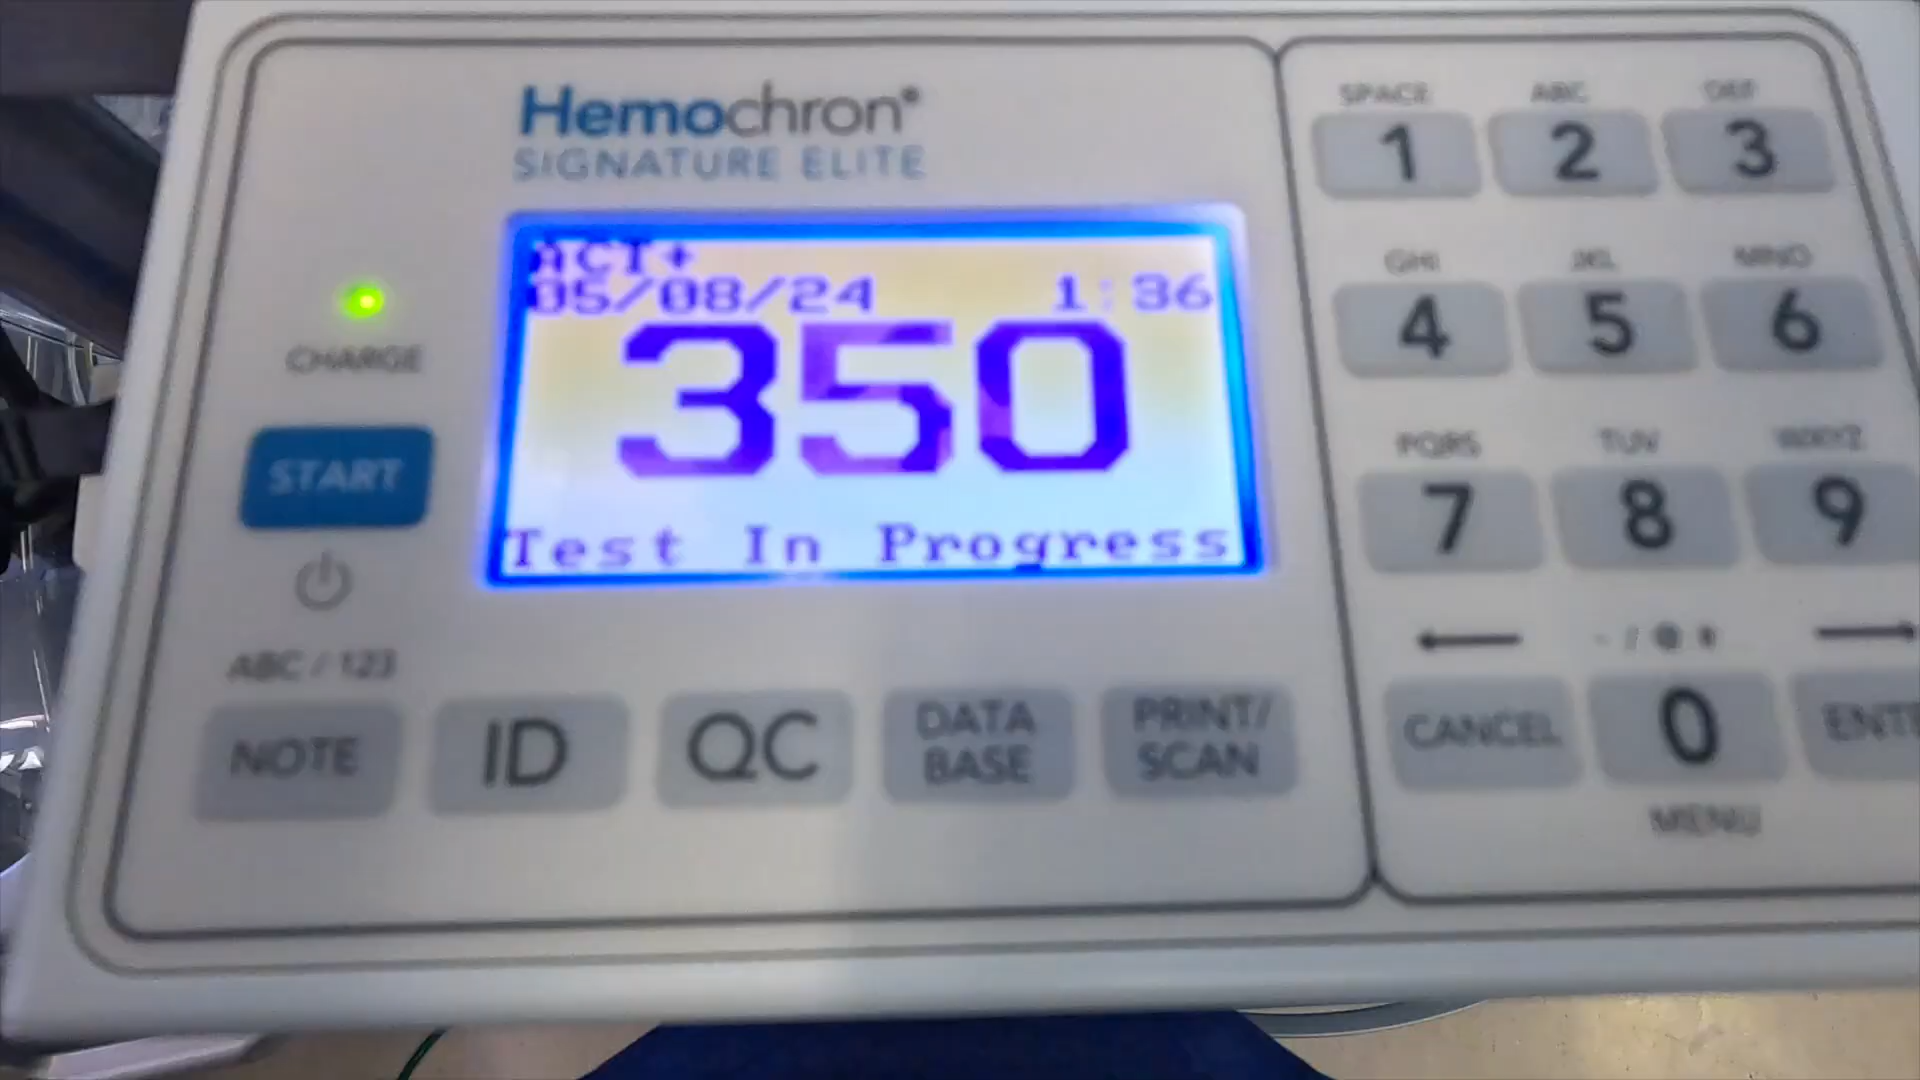 Hemochron®
SIGNATURE ELITE
ACT+
05/08/24 1:36
350
Test In Progress
CHARGE
START
ABC / 123
NOTE
ID
QC
DATA BASE
PRINT/ SCAN
SPACE ABC DEF
1 2 3
GHI JKL MNO
4 5 6
PQRS TUV WXYZ
7 8 9
CANCEL 0 ENTE
MENU